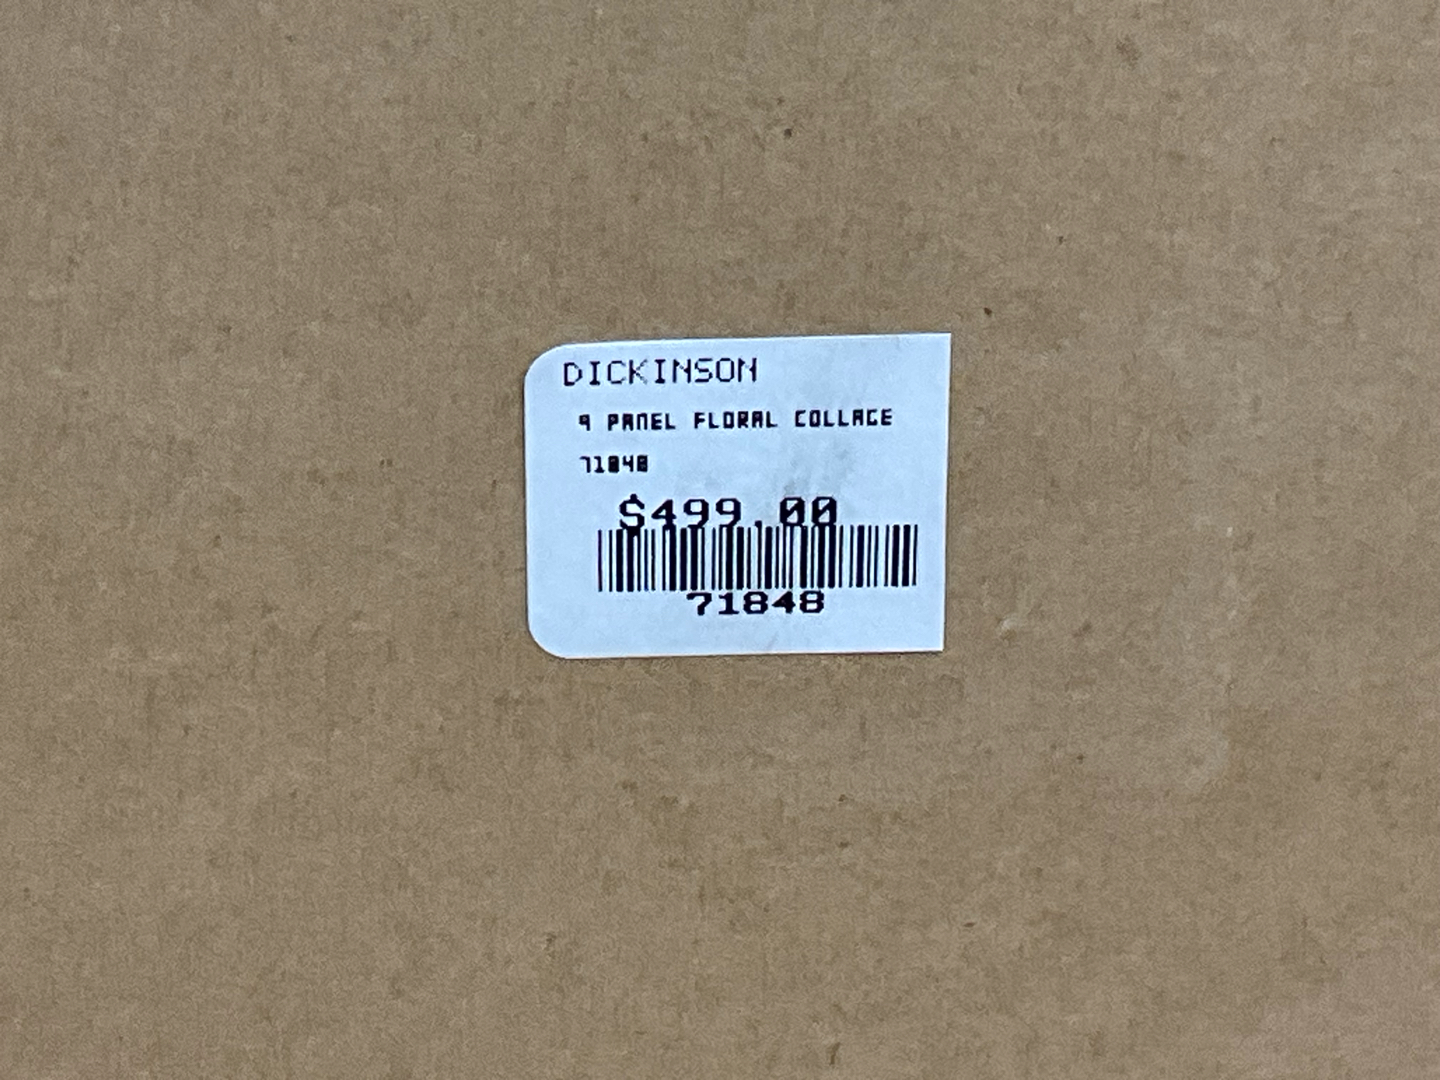 DICKINSON
9 PANEL FLORAL COLLAGE
71848
$499.00
71848